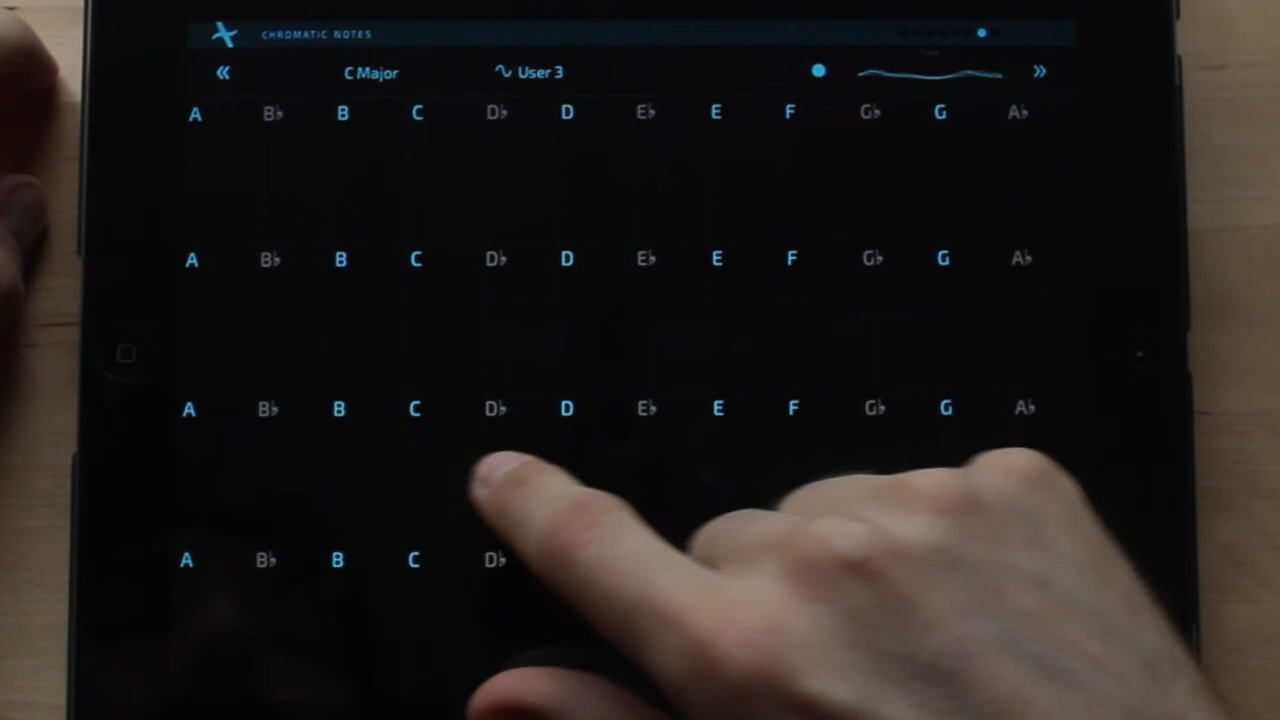 CHROMATIC NOTES
C Major User 3
A B♭ B C D♭ D E♭ E F G♭ G A♭
A B♭ B C D♭ D E♭ E F G♭ G A♭
A B♭ B C D♭ D E♭ E F G♭ G A♭
A B♭ B C D♭